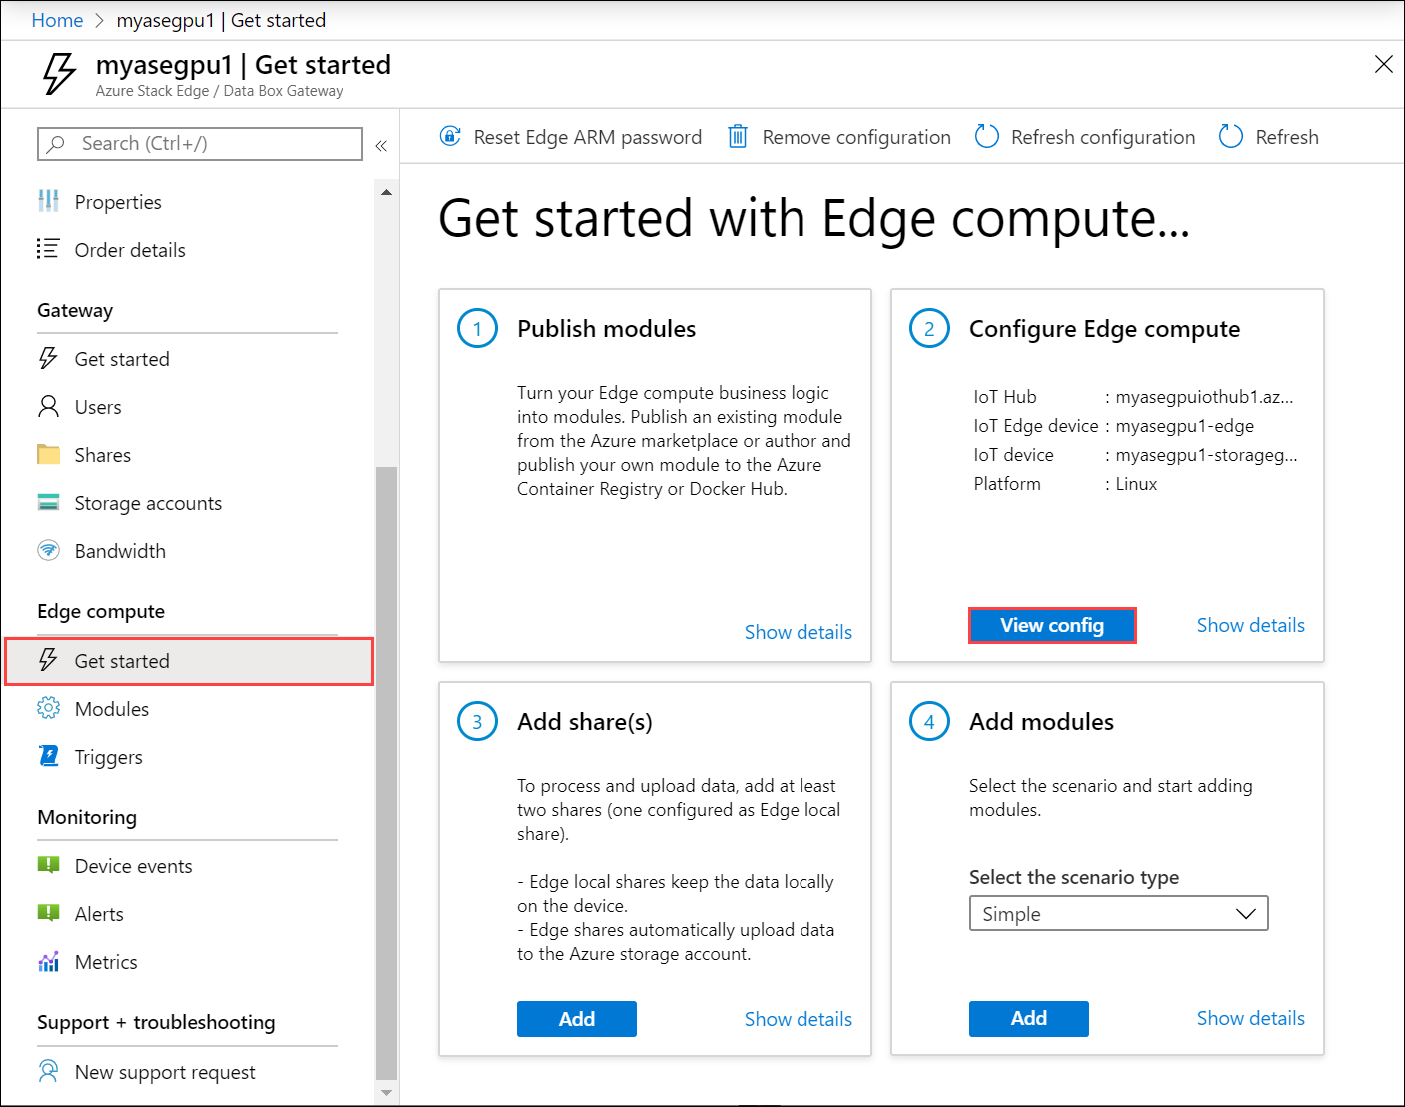 Home > myasegpu1 | Get started
myasegpu1 | Get started
Azure Stack Edge / Data Box Gateway
Search (Ctrl+/)
«
Properties
Order details
Gateway
Get started
Users
Shares
Storage accounts
Bandwidth
Edge compute
Get started
Modules
Triggers
Monitoring
Device events
Alerts
Metrics
Support + troubleshooting
New support request
Reset Edge ARM password Remove configuration Refresh configuration Refresh
Get started with Edge compute...
1 Publish modules
Turn your Edge compute business logic
into modules. Publish an existing module
from the Azure marketplace or author and
publish your own module to the Azure
Container Registry or Docker Hub.
Show details
2 Configure Edge compute
IoT Hub : myasegpuiothub1.az...
IoT Edge device : myasegpu1-edge
IoT device : myasegpu1-storageg...
Platform : Linux
View config Show details
3 Add share(s)
To process and upload data, add at least
two shares (one configured as Edge local
share).
- Edge local shares keep the data locally
on the device.
- Edge shares automatically upload data
to the Azure storage account.
Add Show details
4 Add modules
Select the scenario and start adding
modules.
Select the scenario type
Simple
Add Show details